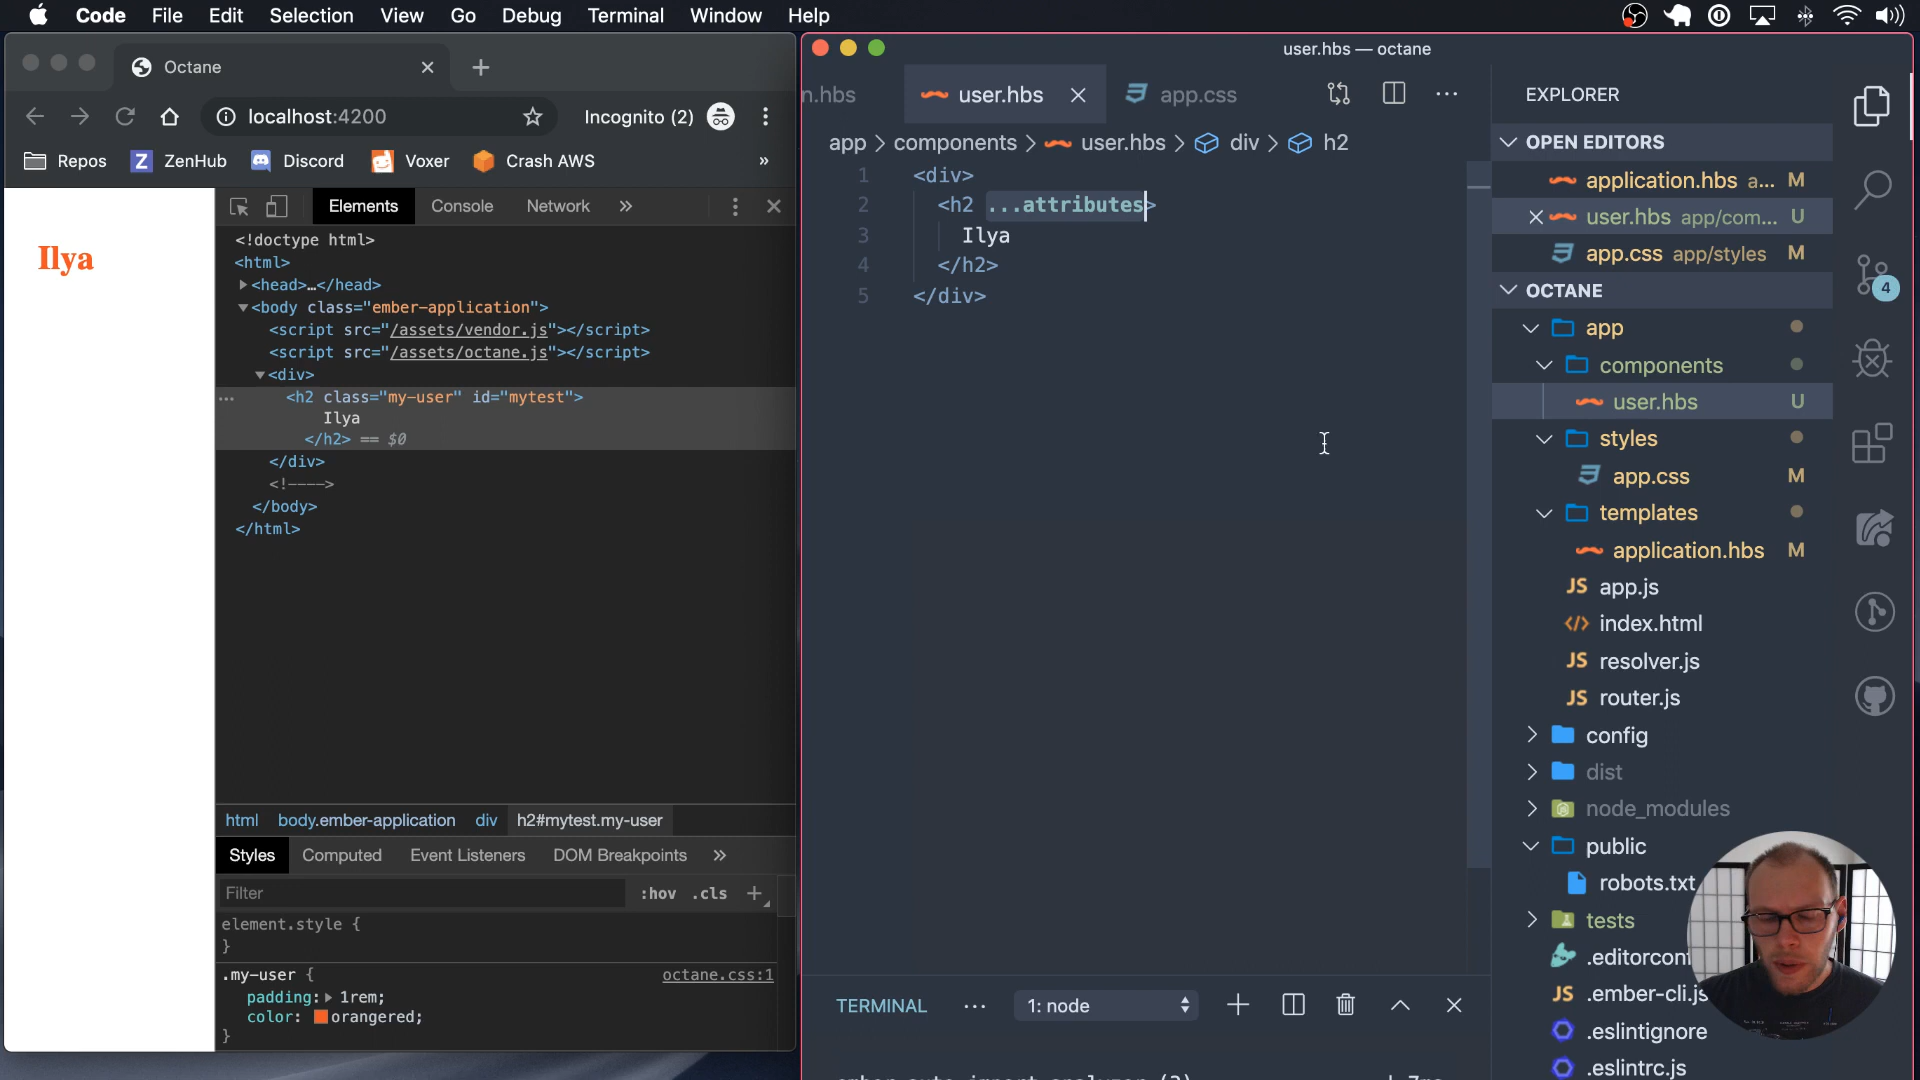 Code File Edit Selection View Go Debug Terminal Window Help
Octane
localhost:4200
Incognito (2)
Repos
Z ZenHub
Discord
Voxer
Crash AWS
»
Elements Console Network »
Ilya
<!doctype html>
<html>
<head>…</head>
<body class="ember-application">
<script src="/assets/vendor.js"></script>
<script src="/assets/octane.js"></script>
<div>
<h2 class="my-user" id="mytest">
Ilya
</h2> == $0
</div>
<!---->
</body>
</html>
html body.ember-application div h2#mytest.my-user
Styles Computed Event Listeners DOM Breakpoints »
Filter :hov .cls +
element.style {
}
.my-user { octane.css:1
padding: 1rem;
color: orangered;
}
user.hbs — octane
n.hbs user.hbs app.css
app > components > user.hbs > div > h2
1 <div>
2 <h2 ...attributes>
3 Ilya
4 </h2>
5 </div>
TERMINAL ... 1: node
EXPLORER
OPEN EDITORS
application.hbs a... M
user.hbs app/com... U
app.css app/styles M
OCTANE
app
components
user.hbs U
styles
app.css M
templates
application.hbs M
JS app.js
index.html
JS resolver.js
JS router.js
config
dist
node_modules
public
robots.txt
tests
.editorconf
JS .ember-cli.js
.eslintignore
.eslintrc.js
4